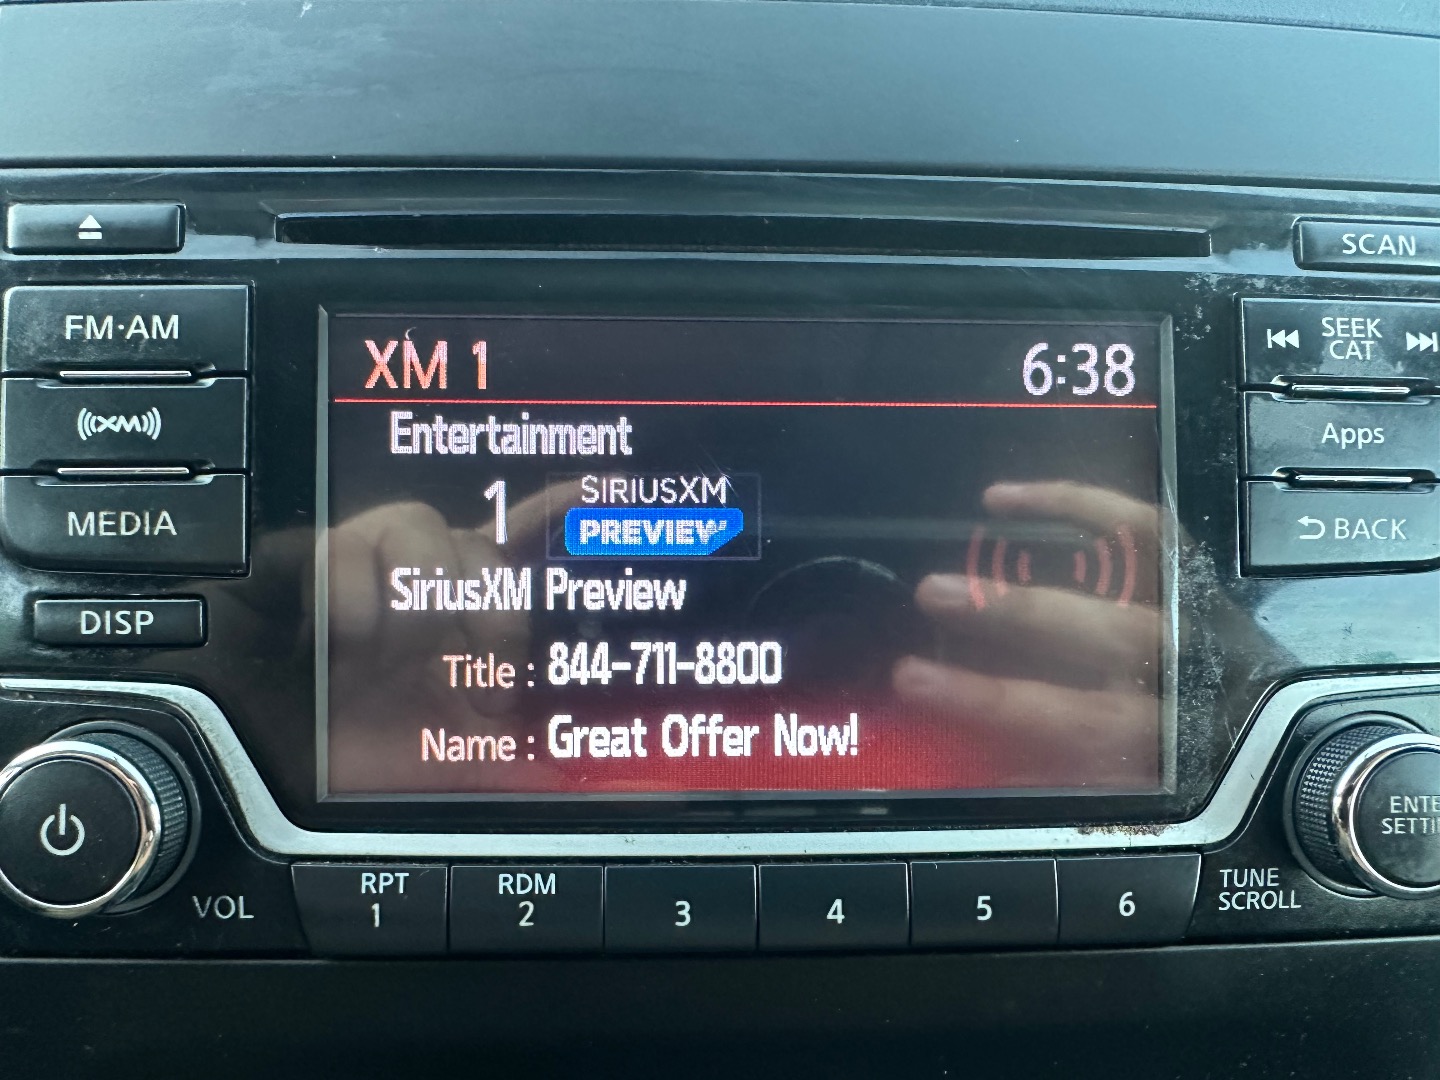 SCAN
FM·AM
SEEK
CAT
XM 1
6:38
Entertainment
XM
Apps
1
SIRIUSXM
PREVIEW
MEDIA
BACK
SiriusXM Preview
DISP
Title : 844-711-8800
Name : Great Offer Now!
VOL
RPT
1
RDM
2
3
4
5
6
TUNE
SCROLL